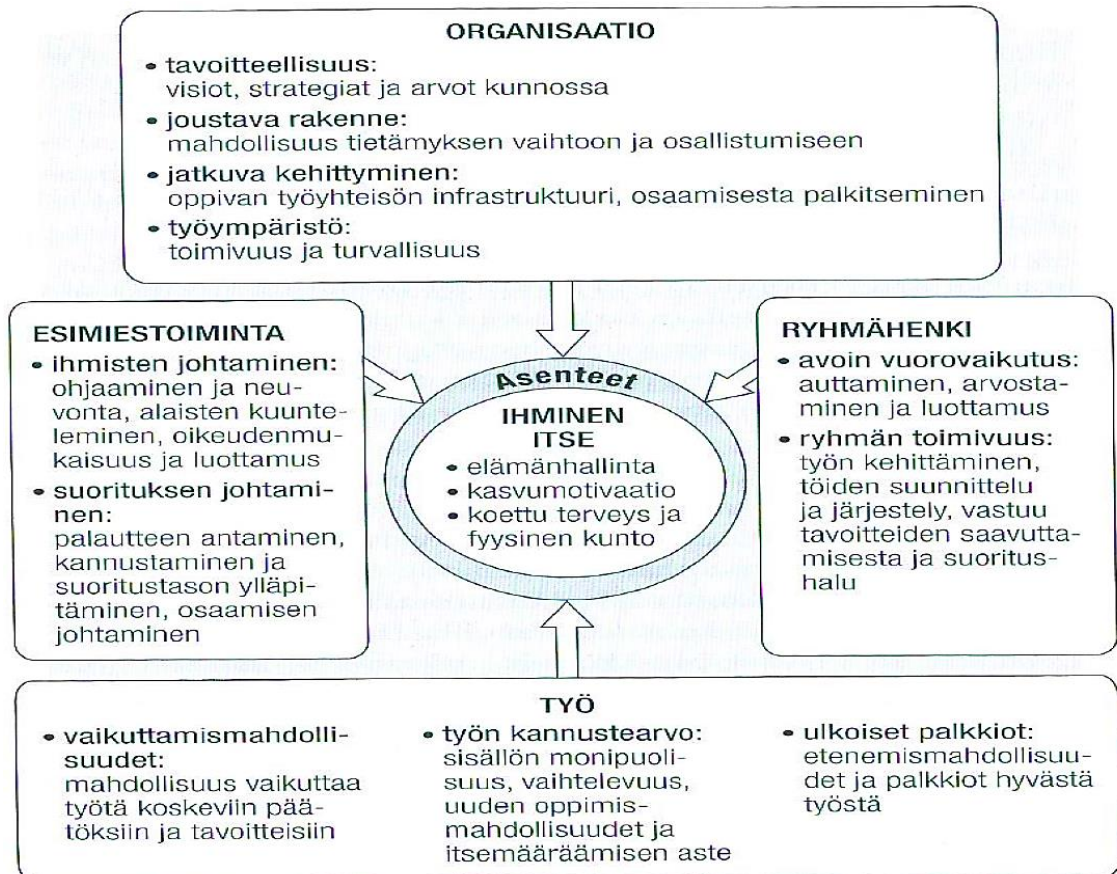 ORGANISAATIO
• tavoitteellisuus:
visiot, strategiat ja arvot kunnossa
• joustava rakenne:
mahdollisuus tietämyksen vaihtoon ja osallistumiseen
• jatkuva kehittyminen:
oppivan työyhteisön infrastruktuuri, osaamisesta palkitseminen
• työympäristö:
toimivuus ja turvallisuus
ESIMIESTOIMINTA
• ihmisten johtaminen:
ohjaaminen ja neu-
vonta, alaisten kuunte-
leminen, oikeudenmu-
kaisuus ja luottamus
• suorituksen johtami-
nen:
palautteen antaminen,
kannustaminen ja
suoritustason ylläpi-
täminen, osaamisen
johtaminen
Asenteet
IHMINEN
ITSE
• elämänhallinta
• kasvumotivaatio
• koettu terveys ja
fyysinen kunto
RYHMÄHENKI
• avoin vuorovaikutus:
auttaminen, arvosta-
minen ja luottamus
• ryhmän toimivuus:
työn kehittäminen,
töiden suunnittelu
ja järjestely, vastuu
tavoitteiden saavutta-
misesta ja suoritus-
halu
TYÖ
• vaikuttamismahdolli-
suudet:
mahdollisuus vaikuttaa
työtä koskeviin pää-
töksiin ja tavoitteisiin
• työn kannustearvo:
sisällön monipuoli-
suus, vaihtelevuus,
uuden oppimis-
mahdollisuudet ja
itsemääräämisen aste
• ulkoiset palkkiot:
etenemismahdollisuu-
det ja palkkiot hyvästä
työstä